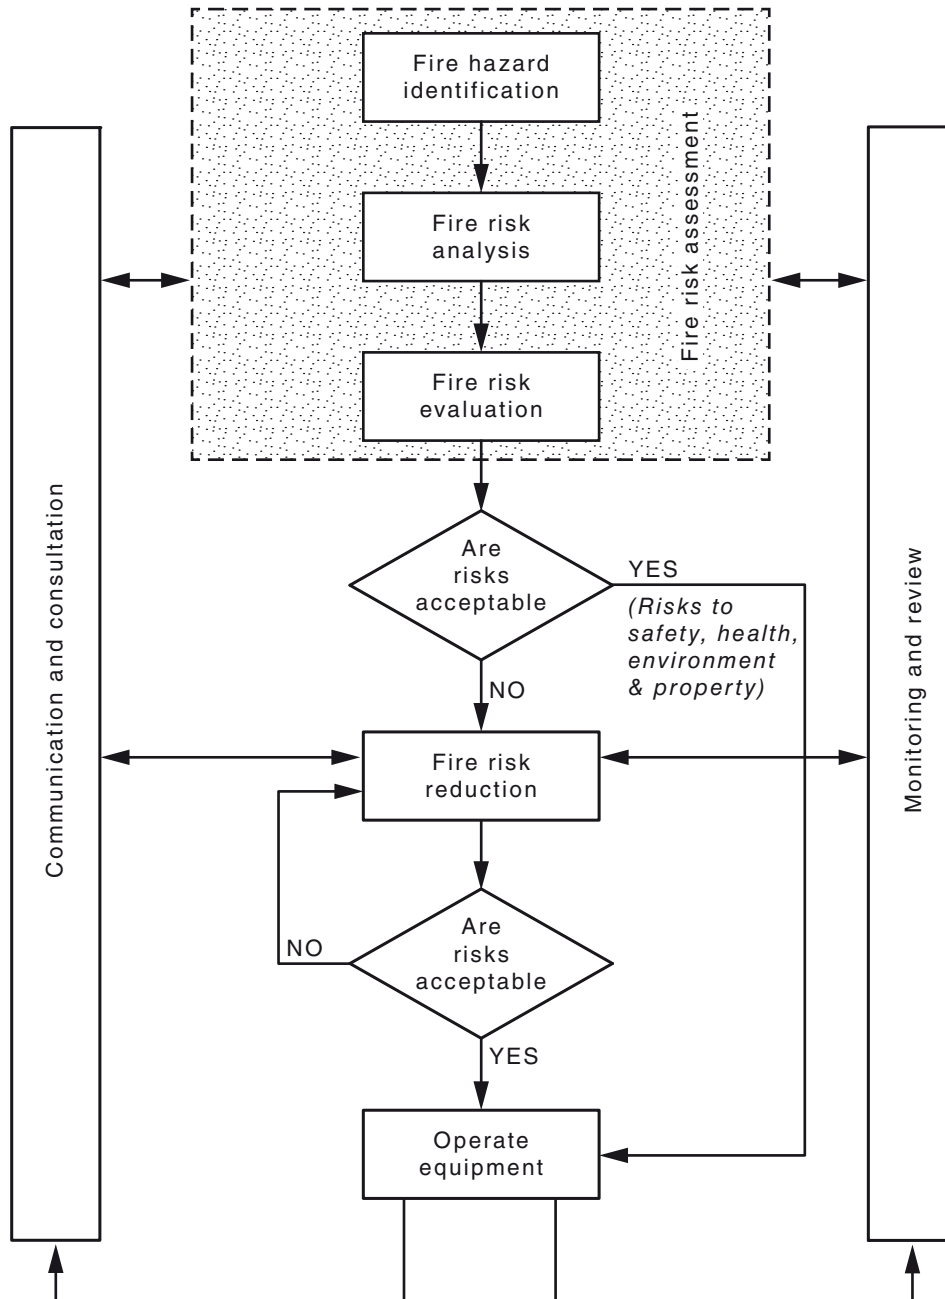 Fire hazard
identification
Fire risk
analysis
Fire risk
evaluation
Fire risk assessment
Communication and consultation
Monitoring and review
Are
risks
acceptable
YES
(Risks to
safety, health,
environment
& property)
NO
Fire risk
reduction
Are
risks
acceptable
NO
YES
Operate
equipment